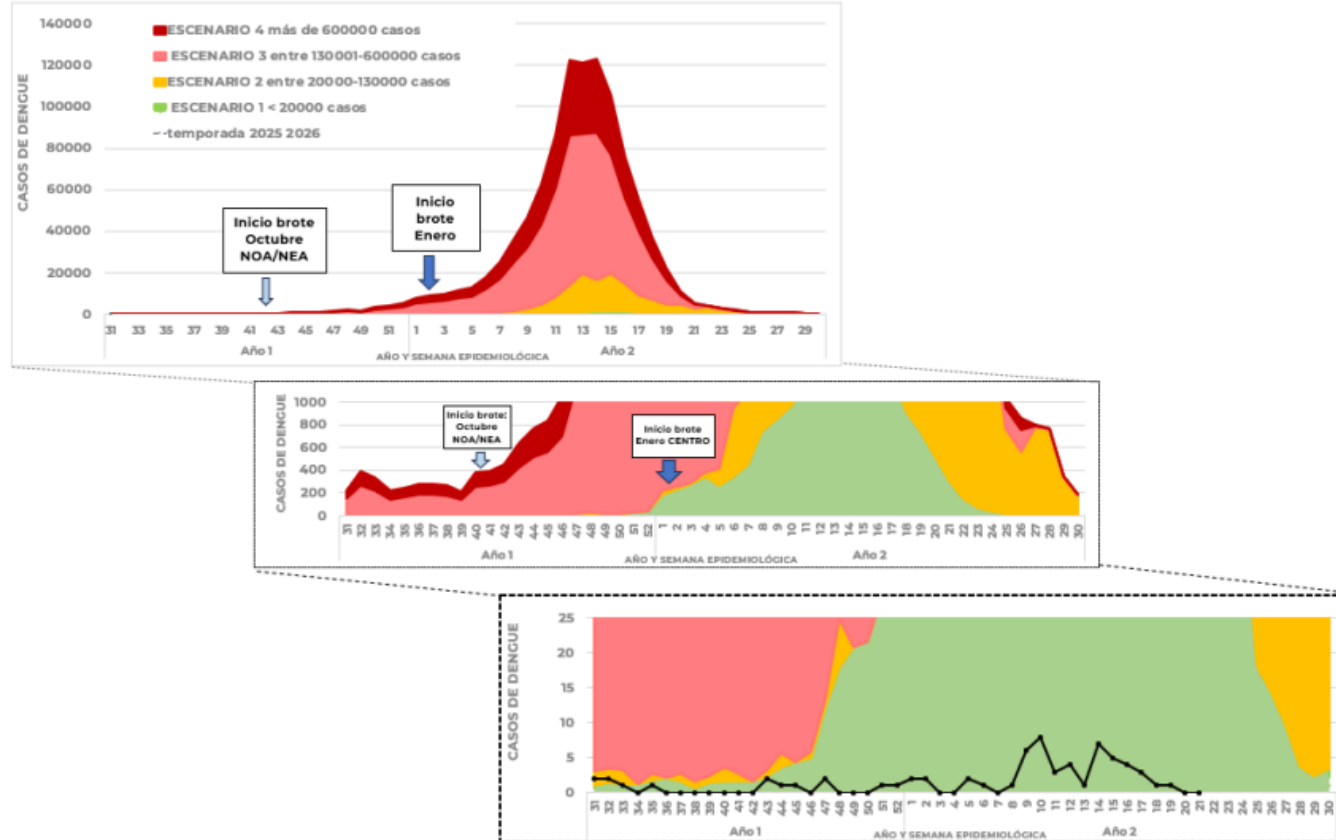 140000
120000
100000
80000
60000
40000
20000
0
CASOS DE DENGUE
ESCENARIO 4 más de 600000 casos
ESCENARIO 3 entre 130001-600000 casos
ESCENARIO 2 entre 20000-130000 casos
ESCENARIO 1 < 20000 casos
--temporada 2025 2026
Inicio brote
Octubre
NOA/NEA
Inicio
brote
Enero
31 33 35 37 39 41 43 45 47 49 51 1 3 5 7 9 11 13 15 17 19 21 23 25 27 29
Año 1 Año 2
AÑO Y SEMANA EPIDEMIOLÓGICA
1000
800
600
400
200
0
CASOS DE DENGUE
Inicio brote:
Octubre
NOA/NEA
Inicio brote
Enero CENTRO
31 32 33 34 35 36 37 38 39 40 41 42 43 44 45 46 47 48 49 50 51 52 1 2 3 4 5 6 7 8 9 10 11 12 13 14 15 16 17 18 19 20 21 22 23 24 25 26 27 28 29 30
Año 1 Año 2
AÑO Y SEMANA EPIDEMIOLÓGICA
25
20
15
10
5
0
CASOS DE DENGUE
31 32 33 34 35 36 37 38 39 40 41 42 43 44 45 46 47 48 49 50 51 52 1 2 3 4 5 6 7 8 9 10 11 12 13 14 15 16 17 18 19 20 21 22 23 24 25 26 27 28 29 30
Año 1 Año 2
AÑO Y SEMANA EPIDEMIOLÓGICA